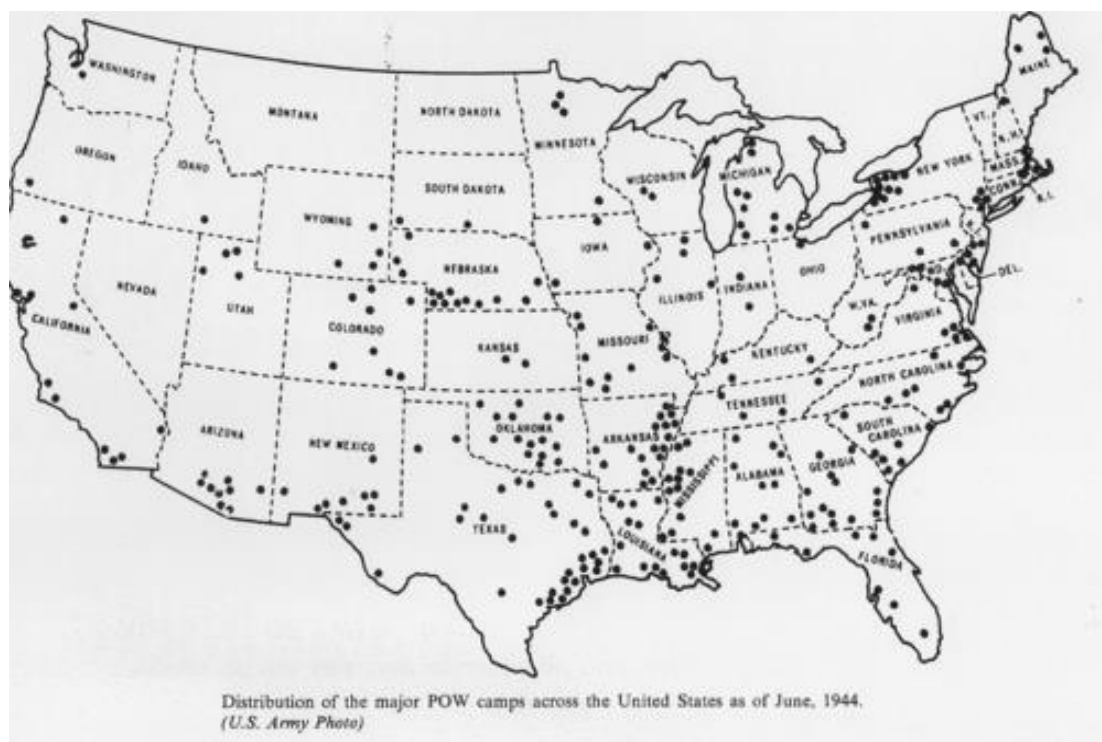 WASHINGTON
MONTANA
NORTH DAKOTA
MINNESOTA
MAINE
VT.
N.H.
OREGON
IDAHO
SOUTH DAKOTA
WISCONSIN
MICHIGAN
NEW YORK
MASS.
CONN.
R.I.
WYOMING
IOWA
PENNSYLVANIA
NEBRASKA
OHIO
DEL.
NEVADA
UTAH
ILLINOIS
INDIANA
W.VA.
VIRGINIA
CALIFORNIA
COLORADO
KANSAS
MISSOURI
KENTUCKY
NORTH CAROLINA
TENNESSEE
ARIZONA
NEW MEXICO
OKLAHOMA
ARKANSAS
SOUTH
CAROLINA
MISSISSIPPI
ALABAMA
GEORGIA
TEXAS
LOUISIANA
FLORIDA
Distribution of the major POW camps across the United States as of June, 1944.
(U.S. Army Photo)